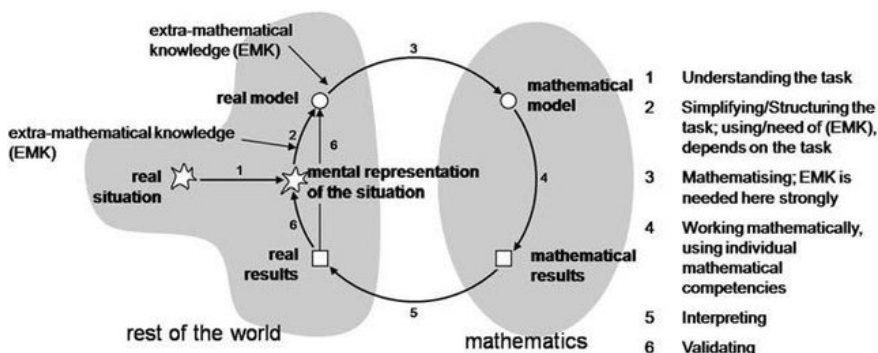 extra-mathematical
knowledge (EMK)
3
real model
mathematical
model
extra-mathematical knowledge
(EMK)
2
6
real
situation
1
mental representation
of the situation
4
6
real
results
mathematical
results
5
rest of the world
mathematics
1 Understanding the task
2 Simplifying/Structuring the
task; using/need of (EMK),
depends on the task
3 Mathematising; EMK is
needed here strongly
4 Working mathematically,
using individual
mathematical
competencies
5 Interpreting
6 Validating